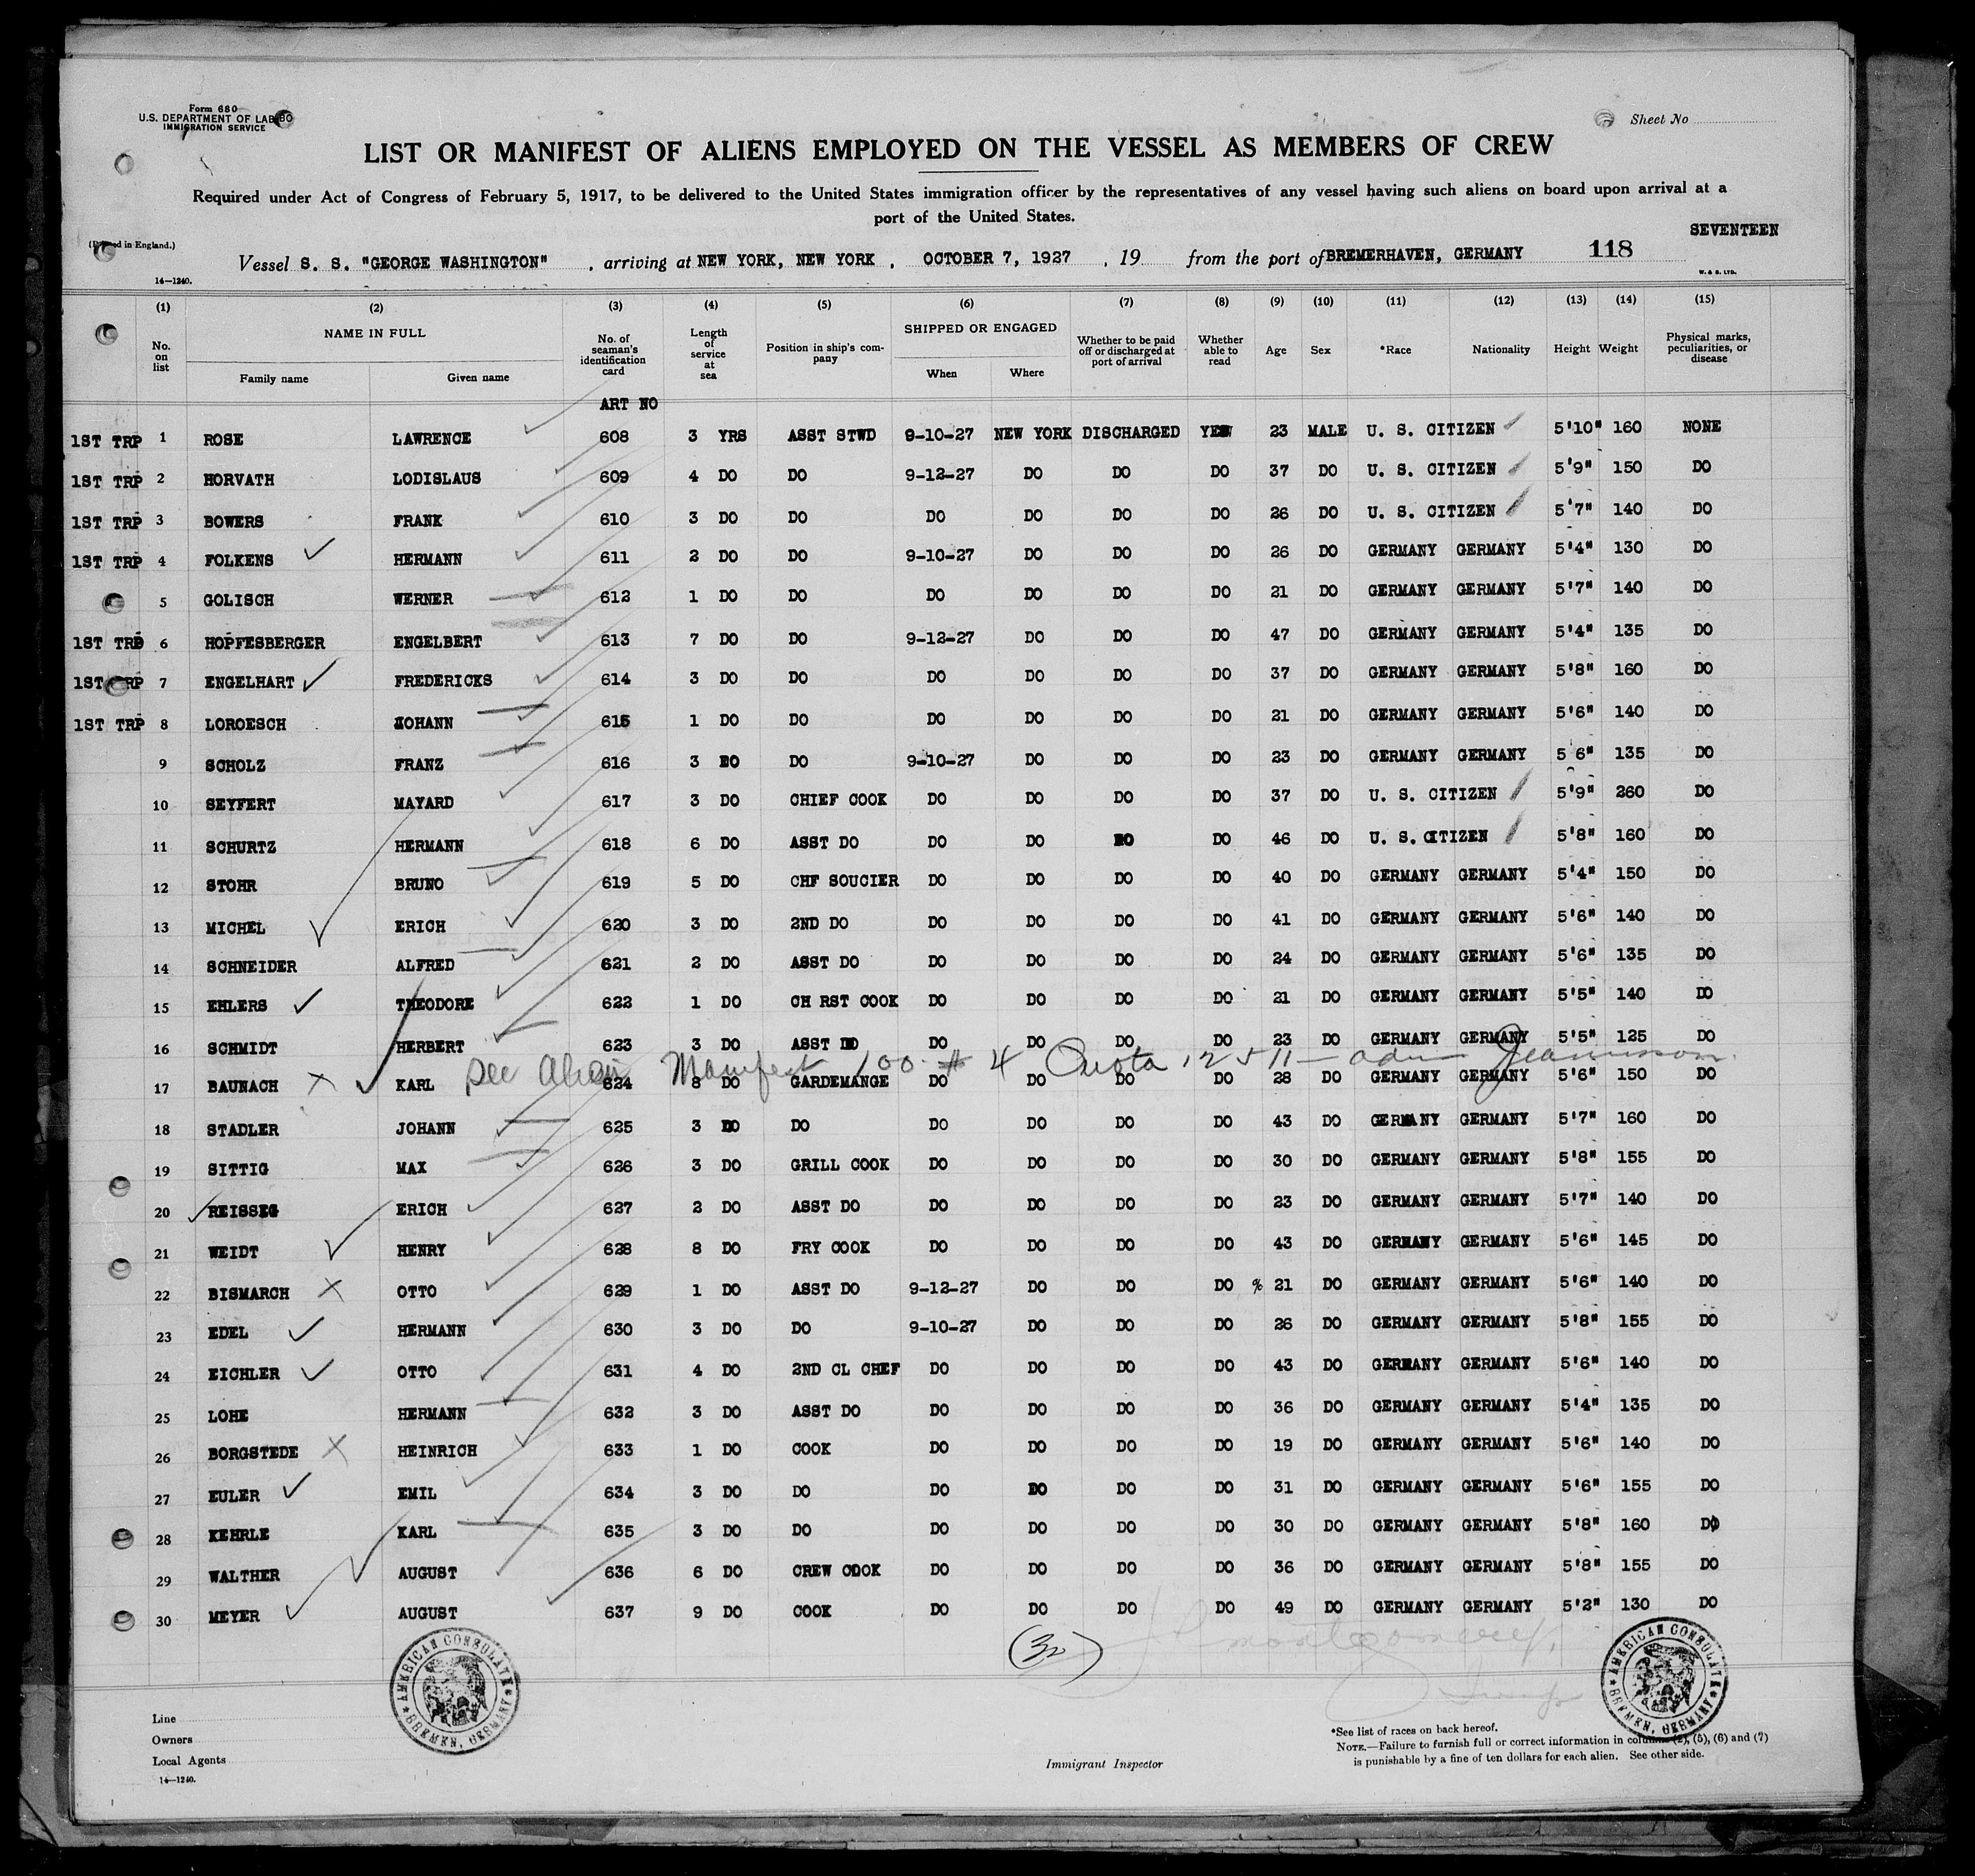 Form 680
U.S. DEPARTMENT OF LABO
IMMIGRATION SERVICE
Sheet No
LIST OR MANIFEST OF ALIENS EMPLOYED ON THE VESSEL AS MEMBERS OF CREW
Required under Act of Congress of February 5, 1917, to be delivered to the United States immigration officer by the representatives of any vessel having such aliens on board upon arrival at a
port of the United States.
SEVENTEEN
(Printed in England.)
Vessel S. S. "GEORGE WASHINGTON" , arriving at NEW YORK, NEW YORK , OCTOBER 7, 1927 , 19 from the port of BREMERHAVEN, GERMANY 118
14—1240.
W. & S. LTD.
(1) (2) (3) (4) (5) (6) (7) (8) (9) (10) (11) (12) (13) (14) (15)
No. on list NAME IN FULL Family name Given name No. of seaman's identification card Length of service at sea Position in ship's company SHIPPED OR ENGAGED When Where Whether to be paid off or discharged at port of arrival Whether able to read Age Sex *Race Nationality Height Weight Physical marks, peculiarities, or disease
ART NO
1ST TRP 1 ROSE LAWRENCE 608 3 YRS ASST STWD 9-10-27 NEW YORK DISCHARGED YES 23 MALE U. S. CITIZEN 5'10" 160 NONE
1ST TRP 2 HORVATH LODISLAUS 609 4 DO DO 9-12-27 DO DO DO 37 DO U. S. CITIZEN 5'9" 150 DO
1ST TRP 3 BOWERS FRANK 610 3 DO DO DO DO DO DO 26 DO U. S. CITIZEN 5'7" 140 DO
1ST TRP 4 FOLKENS HERMANN 611 2 DO DO 9-10-27 DO DO DO 26 DO GERMANY GERMANY 5'4" 130 DO
5 GOLISCH WERNER 612 1 DO DO DO DO DO DO 21 DO GERMANY GERMANY 5'7" 140 DO
1ST TRP 6 HOPFESBERGER ENGELBERT 613 7 DO DO 9-12-27 DO DO DO 47 DO GERMANY GERMANY 5'4" 135 DO
1ST TRP 7 ENGELHART FREDERICKS 614 3 DO DO DO DO DO DO 37 DO GERMANY GERMANY 5'8" 160 DO
1ST TRP 8 LOROESCH JOHANN 615 1 DO DO DO DO DO DO 21 DO GERMANY GERMANY 5'6" 140 DO
9 SCHOLZ FRANZ 616 3 DO DO 9-10-27 DO DO DO 23 DO GERMANY GERMANY 5 6" 135 DO
10 SEYFERT MAYARD 617 3 DO CHIEF COOK DO DO DO DO 37 DO U. S. CITIZEN 5'9" 260 DO
11 SCHURTZ HERMANN 618 6 DO ASST DO DO DO DO DO 46 DO U. S. CITIZEN 5'8" 160 DO
12 STOHR BRUNO 619 5 DO CHF SOUCIER DO DO DO DO 40 DO GERMANY GERMANY 5'4" 150 DO
13 MICHEL ERICH 620 3 DO 2ND DO DO DO DO DO 41 DO GERMANY GERMANY 5'6" 140 DO
14 SCHNEIDER ALFRED 621 2 DO ASST DO DO DO DO DO 24 DO GERMANY GERMANY 5'6" 135 DO
15 EHLERS THEODORE 622 1 DO CH RST COOK DO DO DO DO 21 DO GERMANY GERMANY 5'5" 140 DO
16 SCHMIDT HERBERT 623 3 DO ASST DO DO DO DO DO 23 DO GERMANY GERMANY 5'5" 125 DO
see Alien Manifest 100 # 4 Quota 12511 - adm
17 BAUNACH KARL 624 8 DO GARDEMANGE DO DO DO DO 28 DO GERMANY GERMANY 5'6" 150 DO
18 STADLER JOHANN 625 3 DO DO DO DO DO DO 43 DO GERMANY GERMANY 5'7" 160 DO
19 SITTIG MAX 626 3 DO GRILL COOK DO DO DO DO 30 DO GERMANY GERMANY 5'8" 155 DO
20 REISSEG ERICH 627 2 DO ASST DO DO DO DO DO 23 DO GERMANY GERMANY 5'7" 140 DO
21 WEIDT HENRY 628 8 DO FRY COOK DO DO DO DO 43 DO GERMANY GERMANY 5'6" 145 DO
22 BISMARCH OTTO 629 1 DO ASST DO 9-12-27 DO DO DO % 21 DO GERMANY GERMANY 5'6" 140 DO
23 EDEL HERMANN 630 3 DO DO 9-10-27 DO DO DO 26 DO GERMANY GERMANY 5'8" 155 DO
24 EICHLER OTTO 631 4 DO 2ND CL CHEF DO DO DO DO 43 DO GERMANY GERMANY 5'6" 140 DO
25 LOHE HERMANN 632 3 DO ASST DO DO DO DO DO 36 DO GERMANY GERMANY 5'4" 135 DO
26 BORGSTEDE HEINRICH 633 1 DO COOK DO DO DO DO 19 DO GERMANY GERMANY 5'6" 140 DO
27 EULER EMIL 634 3 DO DO DO DO DO DO 31 DO GERMANY GERMANY 5'6" 155 DO
28 KEHRLE KARL 635 3 DO DO DO DO DO DO 30 DO GERMANY GERMANY 5'8" 160 DO
29 WALTHER AUGUST 636 6 DO CREW COOK DO DO DO DO 36 DO GERMANY GERMANY 5'8" 155 DO
30 MEYER AUGUST 637 9 DO COOK DO DO DO DO 49 DO GERMANY GERMANY 5'2" 130 DO
(30)
Montgomery
AMERICAN CONSULATE BREMEN, GERMANY
AMERICAN CONSULATE BREMEN, GERMANY
Line
Owners
Local Agents
14—1240.
Immigrant Inspector
*See list of races on back hereof.
NOTE.—Failure to furnish full or correct information in columns (2), (5), (6) and (7)
is punishable by a fine of ten dollars for each alien. See other side.